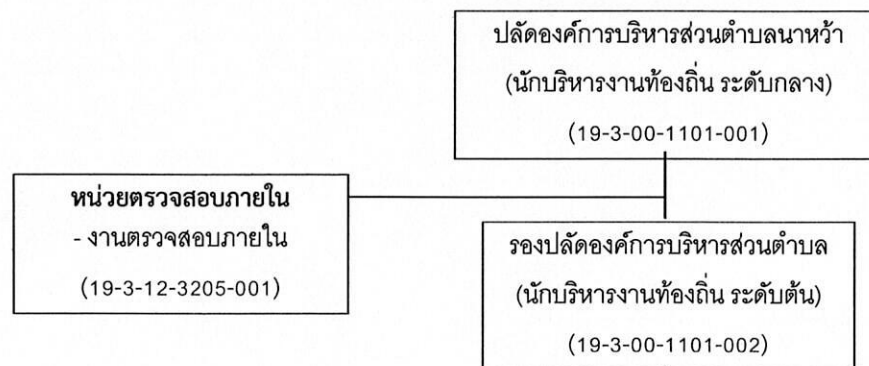 ปลัดองค์การบริหารส่วนตำบลนาหว้า
(นักบริหารงานท้องถิ่น ระดับกลาง)
(19-3-00-1101-001)
หน่วยตรวจสอบภายใน
- งานตรวจสอบภายใน
(19-3-12-3205-001)
รองปลัดองค์การบริหารส่วนตำบล
(นักบริหารงานท้องถิ่น ระดับต้น)
(19-3-00-1101-002)